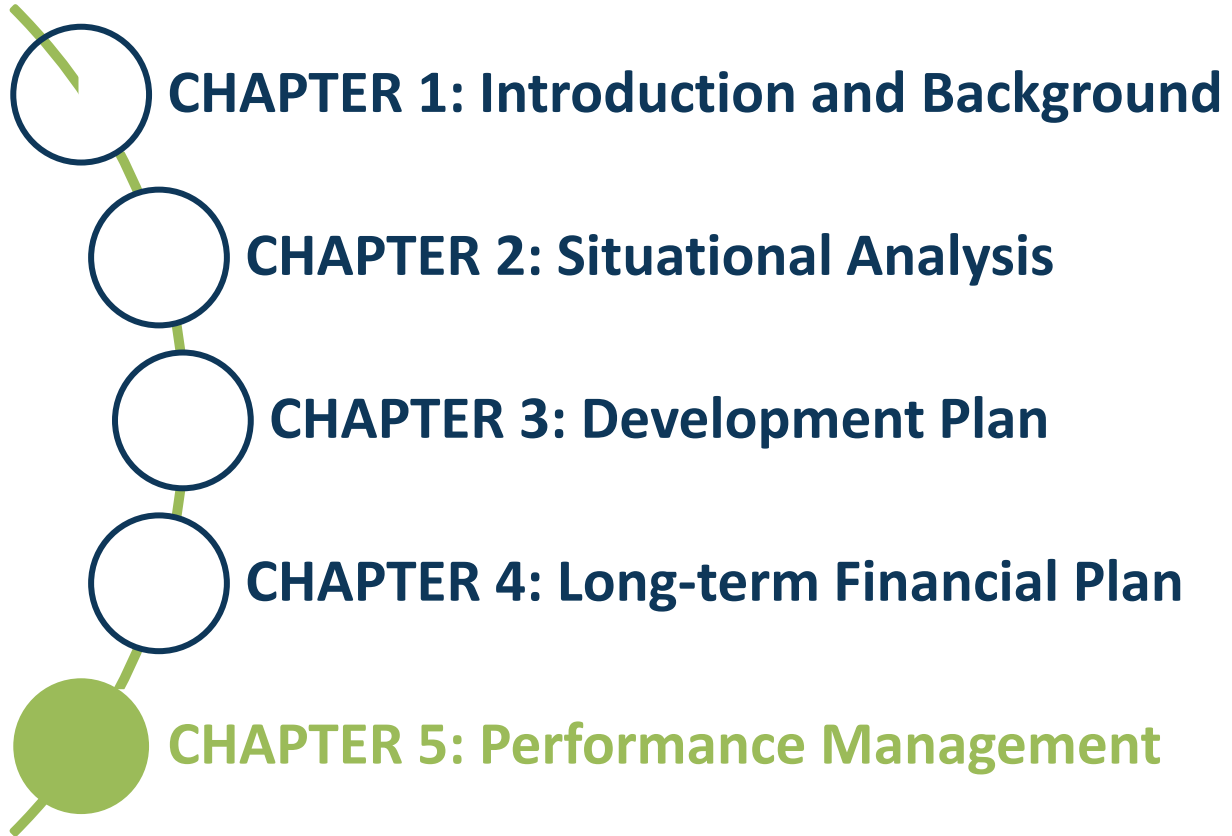 CHAPTER 1: Introduction and Background
CHAPTER 2: Situational Analysis
CHAPTER 3: Development Plan
CHAPTER 4: Long-term Financial Plan
CHAPTER 5: Performance Management